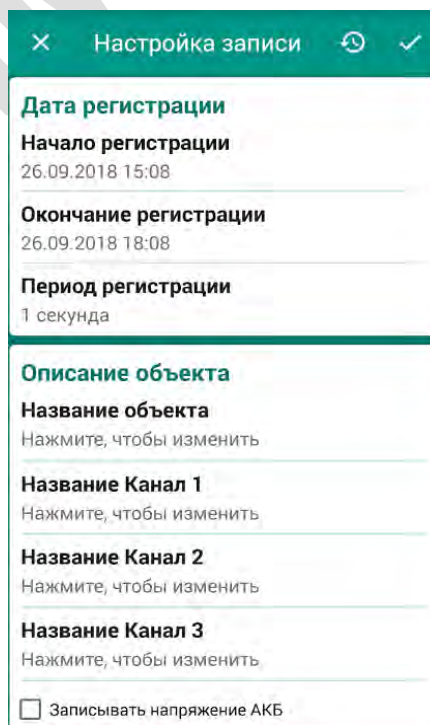 Настройка записи
Дата регистрации
Начало регистрации
26.09.2018 15:08
Окончание регистрации
26.09.2018 18:08
Период регистрации
1 секунда
Описание объекта
Название объекта
Нажмите, чтобы изменить
Название Канал 1
Нажмите, чтобы изменить
Название Канал 2
Нажмите, чтобы изменить
Название Канал 3
Нажмите, чтобы изменить
Записывать напряжение АКБ